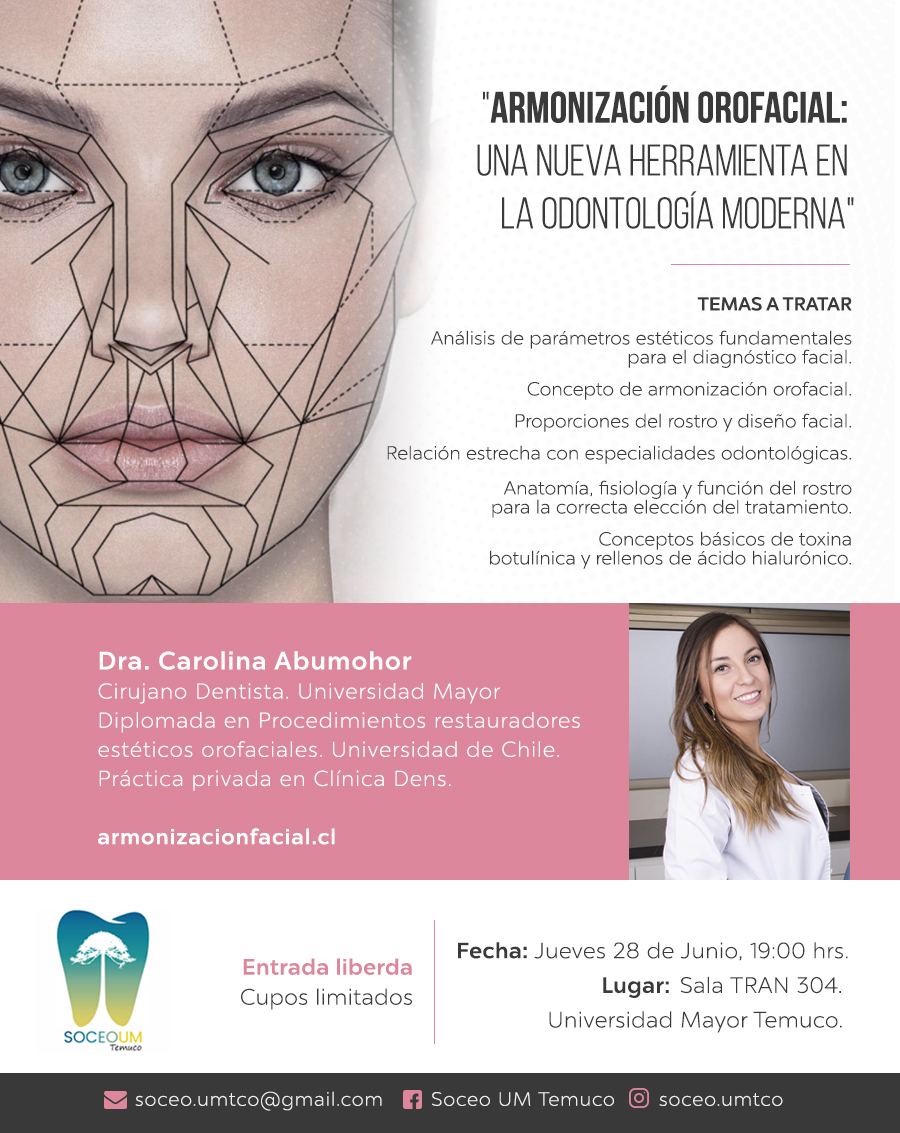 "ARMONIZACIÓN OROFACIAL:
UNA NUEVA HERRAMIENTA EN
LA ODONTOLOGÍA MODERNA"
TEMAS A TRATAR
Análisis de parámetros estéticos fundamentales
para el diagnóstico facial.
Concepto de armonización orofacial.
Proporciones del rostro y diseño facial.
Relación estrecha con especialidades odontológicas.
Anatomía, fisiología y función del rostro
para la correcta elección del tratamiento.
Conceptos básicos de toxina
botulínica y rellenos de ácido hialurónico.
Dra. Carolina Abumohor
Cirujano Dentista. Universidad Mayor
Diplomada en Procedimientos restauradores
estéticos orofaciales. Universidad de Chile.
Práctica privada en Clínica Dens.
armonizacionfacial.cl
SOCEOUM
Temuco
Entrada liberda
Cupos limitados
Fecha: Jueves 28 de Junio, 19:00 hrs.
Lugar: Sala TRAN 304.
Universidad Mayor Temuco.
soceo.umtco@gmail.com Soceo UM Temuco soceo.umtco